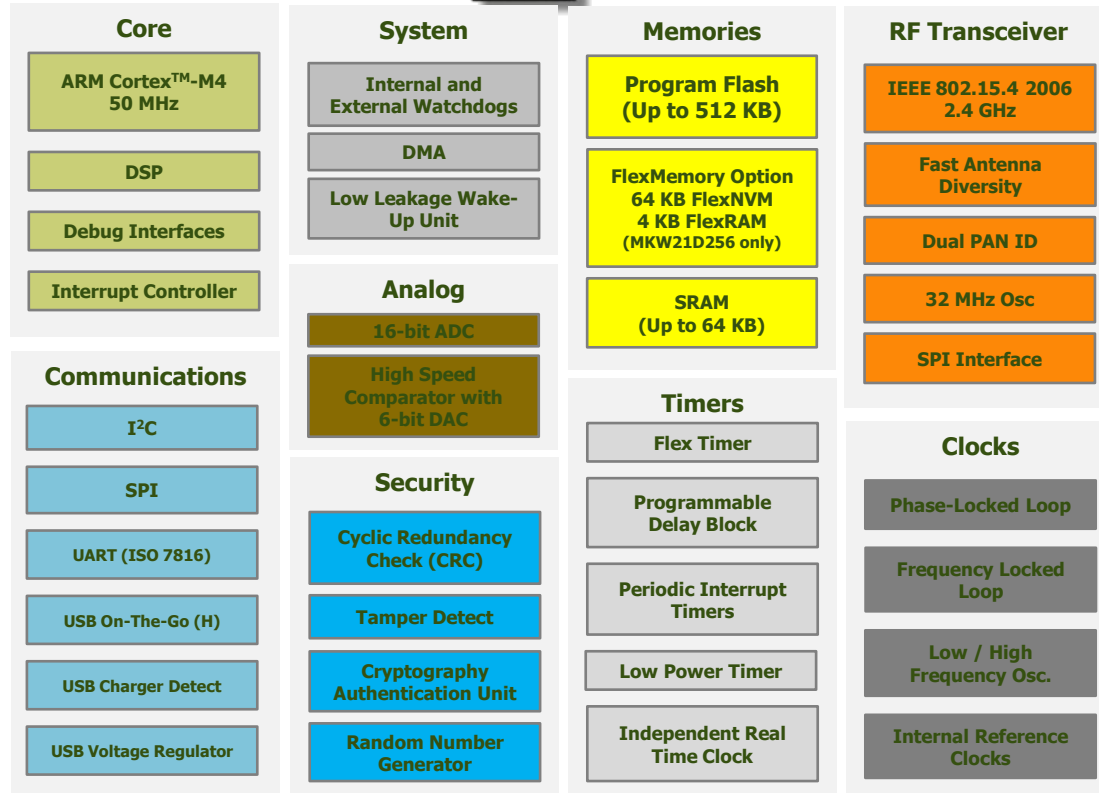 Core
ARM Cortex™-M4
50 MHz
DSP
Debug Interfaces
Interrupt Controller
Communications
I²C
SPI
UART (ISO 7816)
USB On-The-Go (H)
USB Charger Detect
USB Voltage Regulator
System
Internal and
External Watchdogs
DMA
Low Leakage Wake-
Up Unit
Analog
16-bit ADC
High Speed
Comparator with
6-bit DAC
Security
Cyclic Redundancy
Check (CRC)
Tamper Detect
Cryptography
Authentication Unit
Random Number
Generator
Memories
Program Flash
(Up to 512 KB)
FlexMemory Option
64 KB FlexNVM
4 KB FlexRAM
(MKW21D256 only)
SRAM
(Up to 64 KB)
Timers
Flex Timer
Programmable
Delay Block
Periodic Interrupt
Timers
Low Power Timer
Independent Real
Time Clock
RF Transceiver
IEEE 802.15.4 2006
2.4 GHz
Fast Antenna
Diversity
Dual PAN ID
32 MHz Osc
SPI Interface
Clocks
Phase-Locked Loop
Frequency Locked
Loop
Low / High
Frequency Osc.
Internal Reference
Clocks